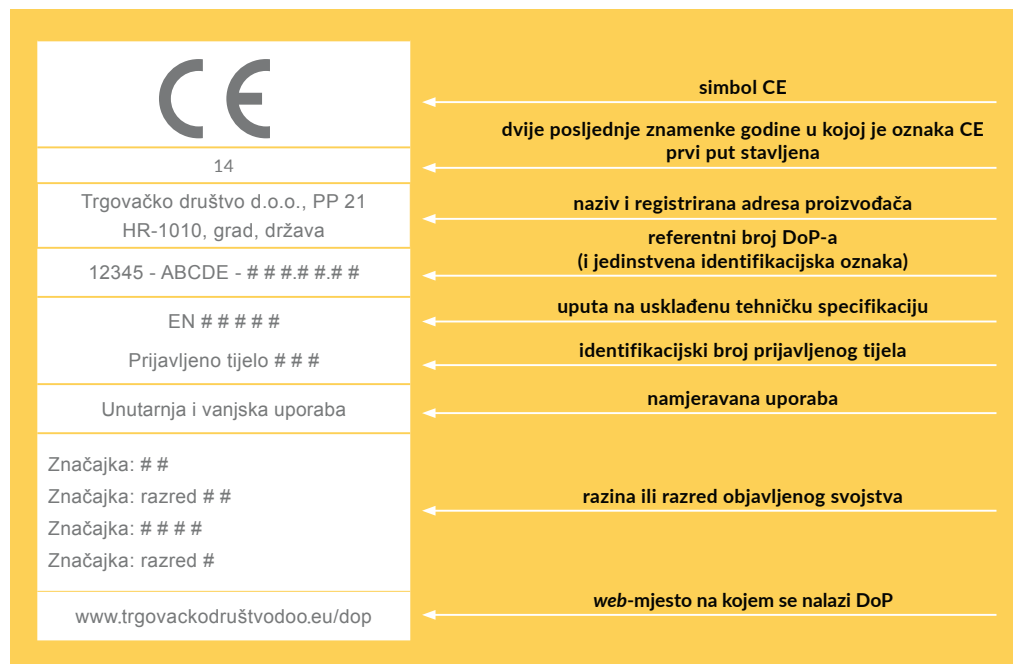 CE
simbol CE
dvije posljednje znamenke godine u kojoj je oznaka CE
prvi put stavljena
14
Trgovačko društvo d.o.o., PP 21
HR-1010, grad, država
naziv i registrirana adresa proizvođača
referentni broj DoP-a
(i jedinstvena identifikacijska oznaka)
12345 - ABCDE - # # #.# #.# #
EN # # # # #
uputa na usklađenu tehničku specifikaciju
Prijavljeno tijelo # # #
identifikacijski broj prijavljenog tijela
Unutarnja i vanjska uporaba
namjeravana uporaba
Značajka: # #
Značajka: razred # #
Značajka: # # # #
Značajka: razred #
razina ili razred objavljenog svojstva
www.trgovackodruštvodoo.eu/dop
web-mjesto na kojem se nalazi DoP